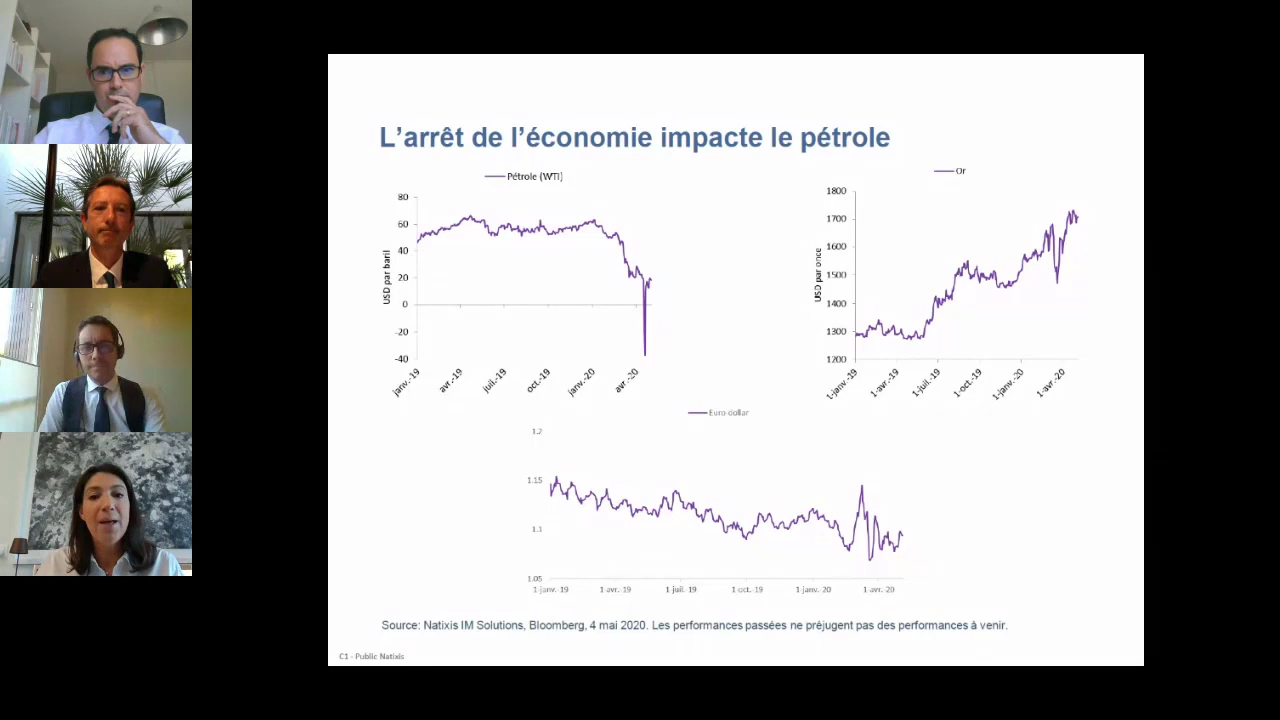 L’arrêt de l’économie impacte le pétrole
Pétrole (WTI)
80
60
40
20
0
-20
-40
USD par baril
janv.-19
avr.-19
juil.-19
oct.-19
janv.-20
avr.-20
Or
1800
1700
1600
1500
1400
1300
1200
USD par once
1-janv.-19
1-avr.-19
1-juil.-19
1-oct.-19
1-janv.-20
1-avr.-20
Euro dollar
1.2
1.15
1.1
1.05
1-janv.-19
1-avr.-19
1-juil.-19
1-oct.-19
1-janv.-20
1-avr.-20
Source: Natixis IM Solutions, Bloomberg, 4 mai 2020. Les performances passées ne préjugent pas des performances à venir.
C1 - Public Natixis